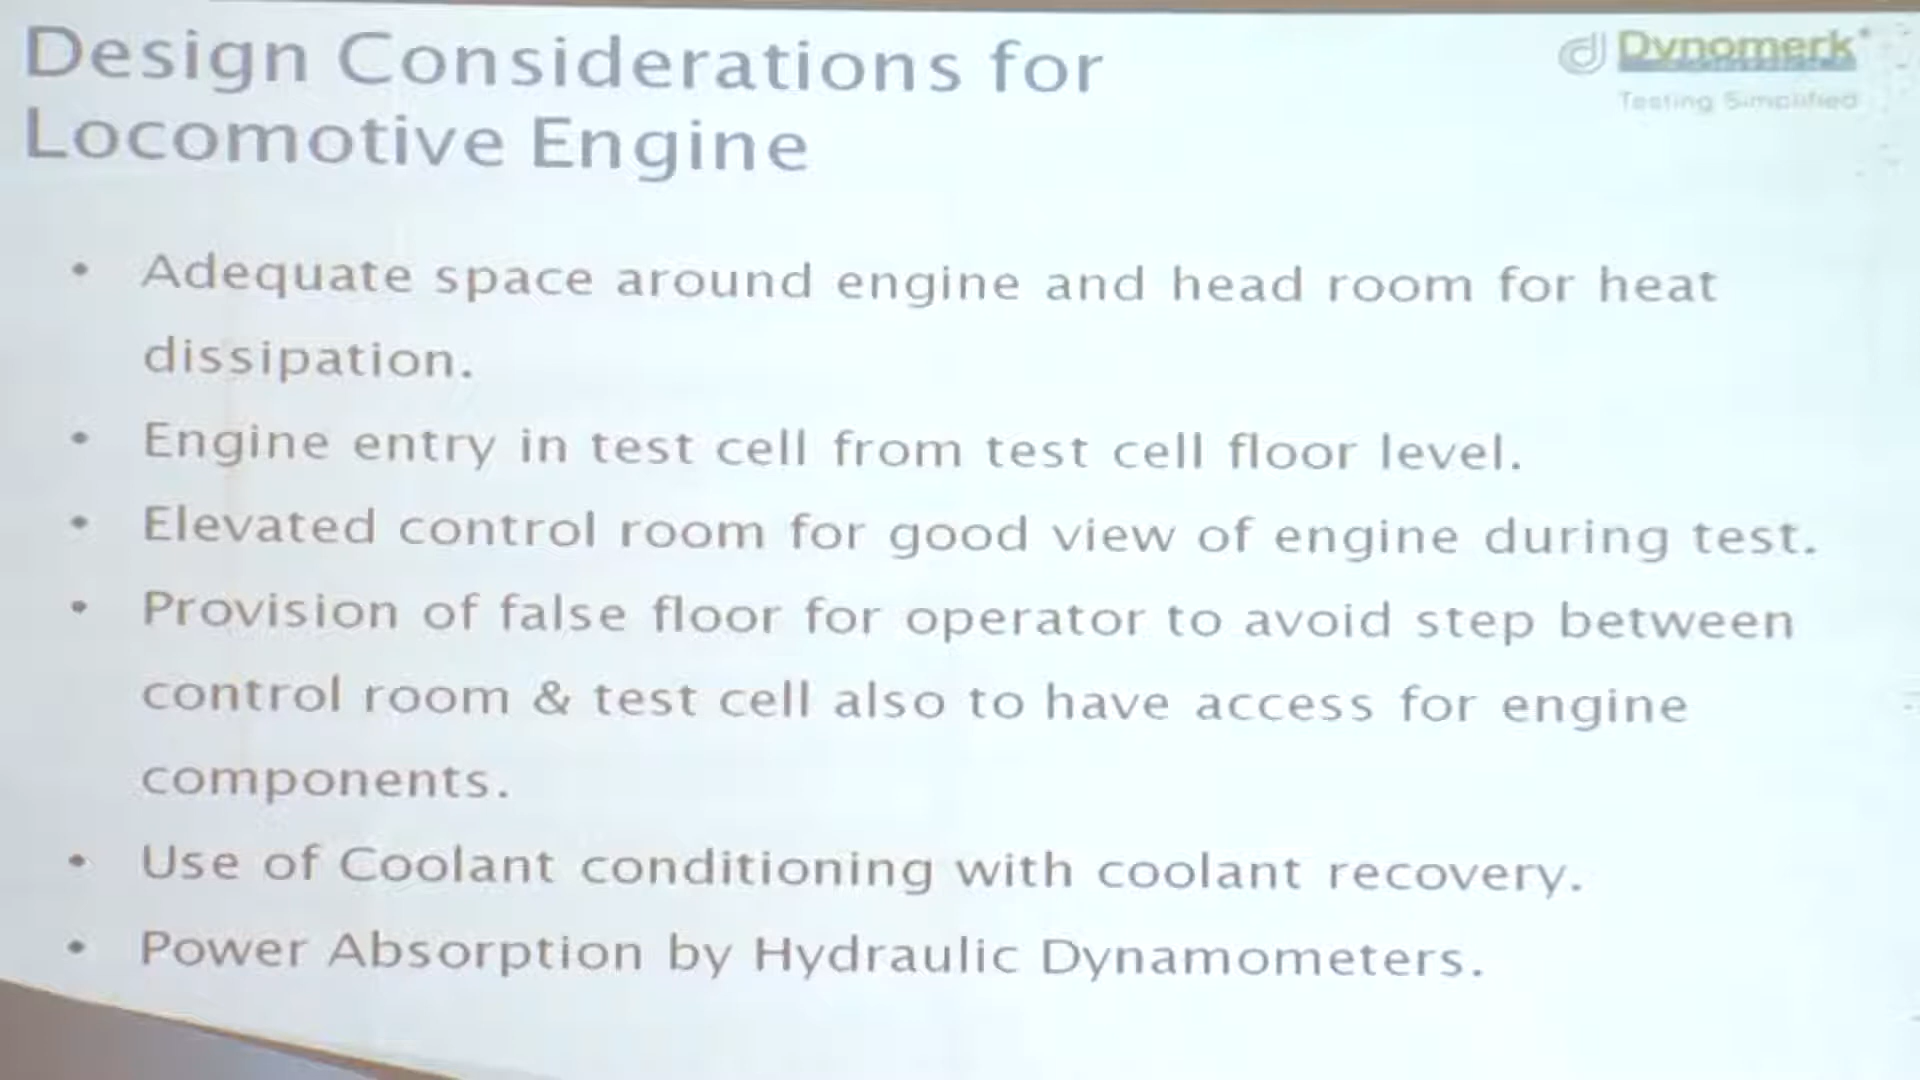 Design Considerations for
Locomotive Engine
Dynomerk
Testing Simplified
• Adequate space around engine and head room for heat
dissipation.
• Engine entry in test cell from test cell floor level.
• Elevated control room for good view of engine during test.
• Provision of false floor for operator to avoid step between
control room & test cell also to have access for engine
components.
• Use of Coolant conditioning with coolant recovery.
• Power Absorption by Hydraulic Dynamometers.